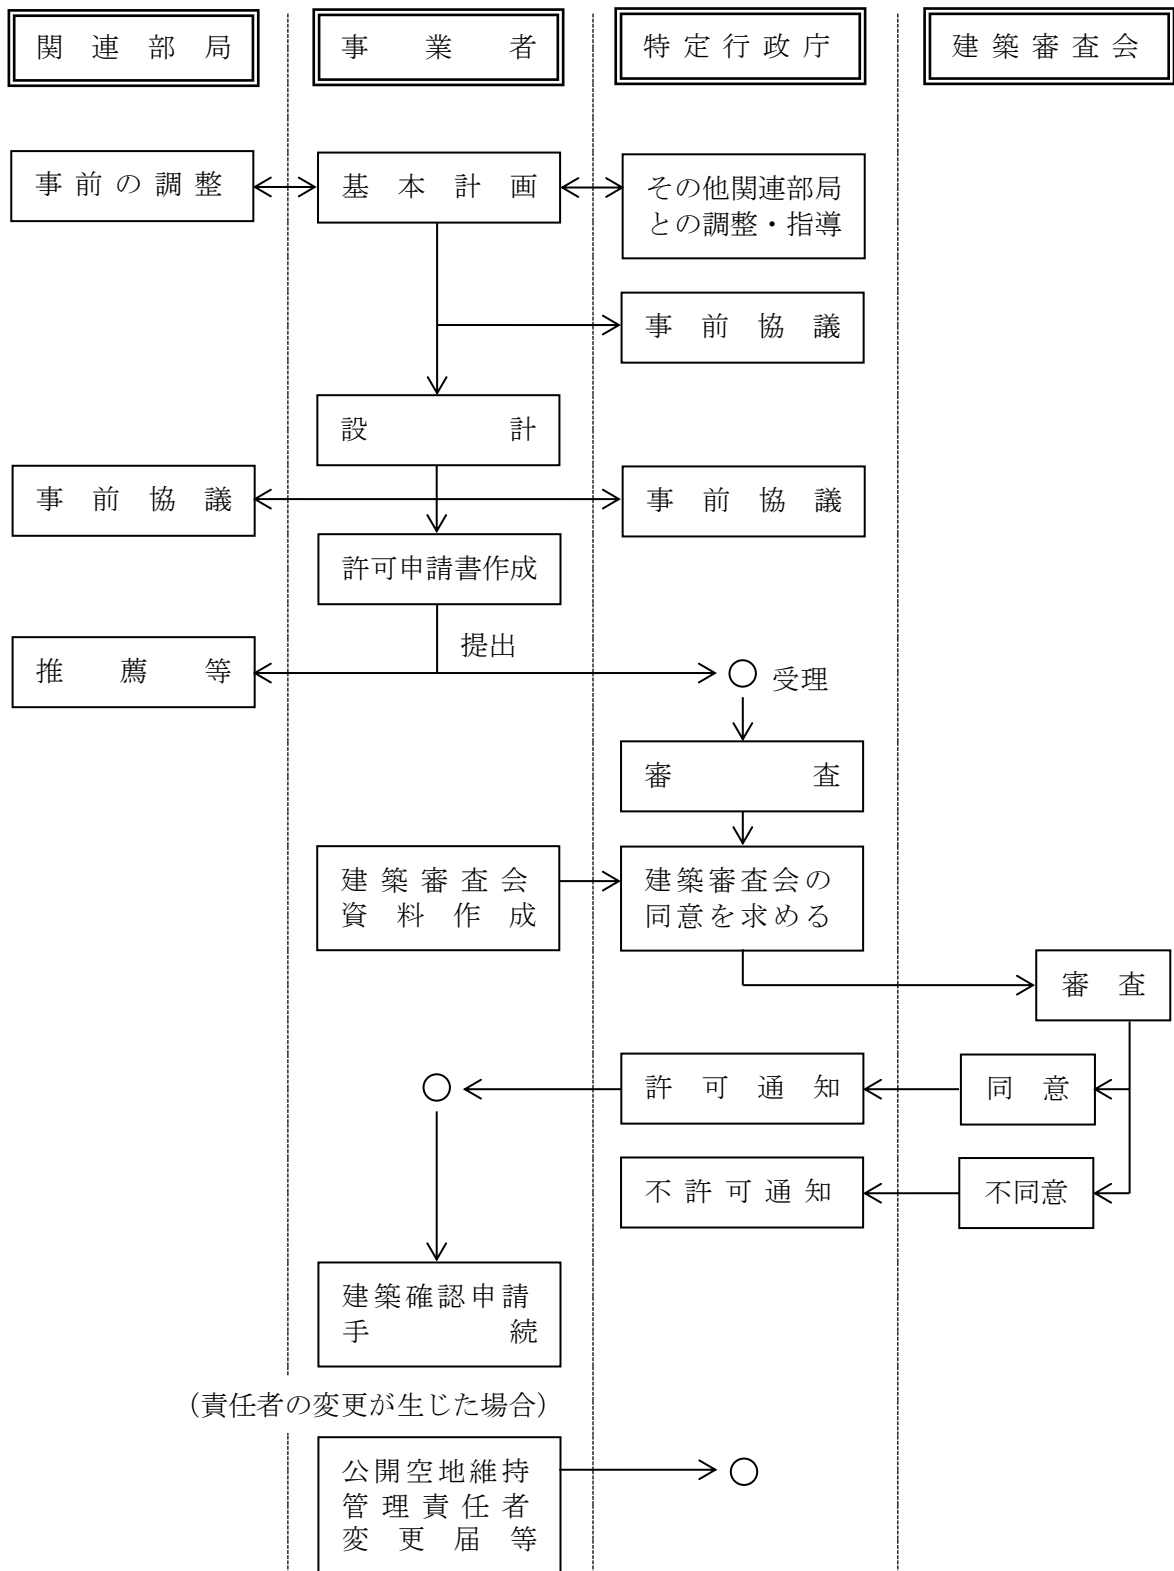 関連部局
事業者
特定行政庁
建築審査会
事前の調整
基本計画
その他関連部局
との調整・指導
事前協議
設計
事前協議
事前協議
許可申請書作成
提出
推薦等
受理
審査
建築審査会
資料作成
建築審査会の
同意を求める
審査
許可通知
同意
不許可通知
不同意
建築確認申請
手続
（責任者の変更が生じた場合）
公開空地維持
管理責任者
変更届等